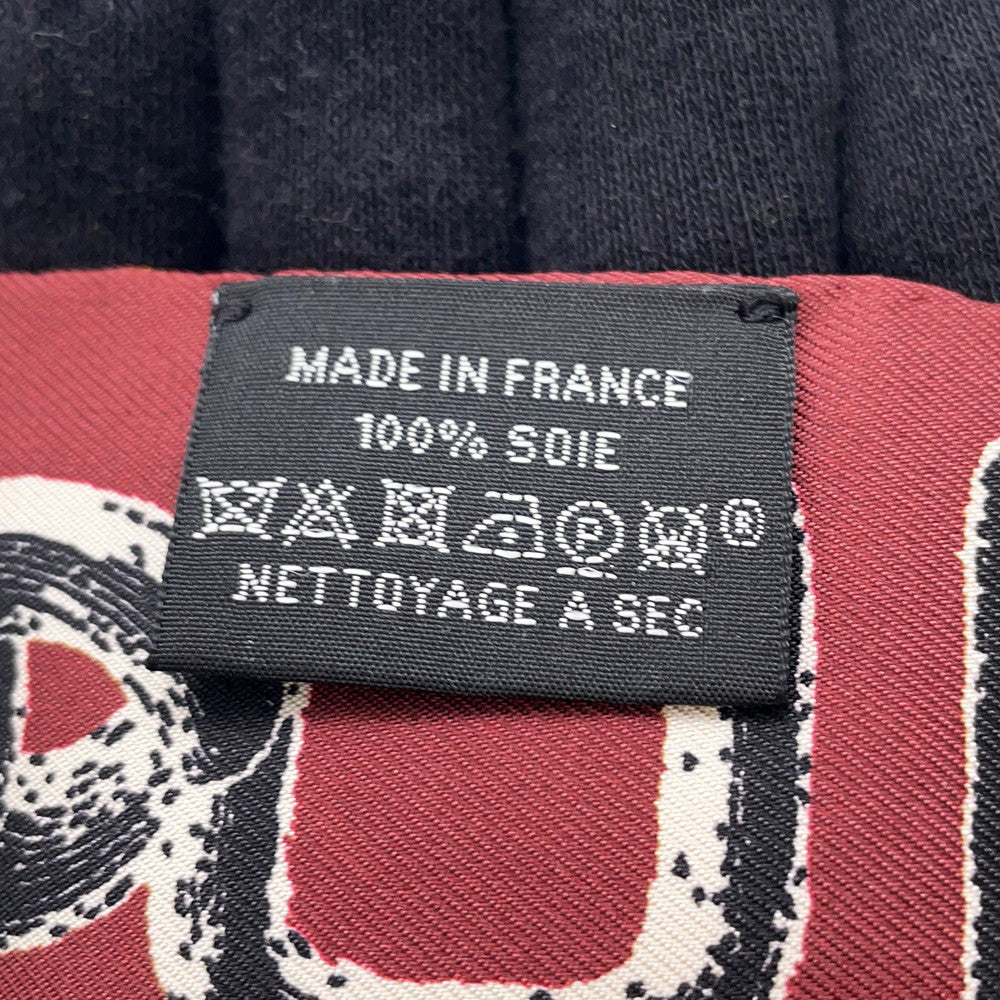 MADE IN FRANCE
100% SOIE
P ®
NETTOYAGE A SEC